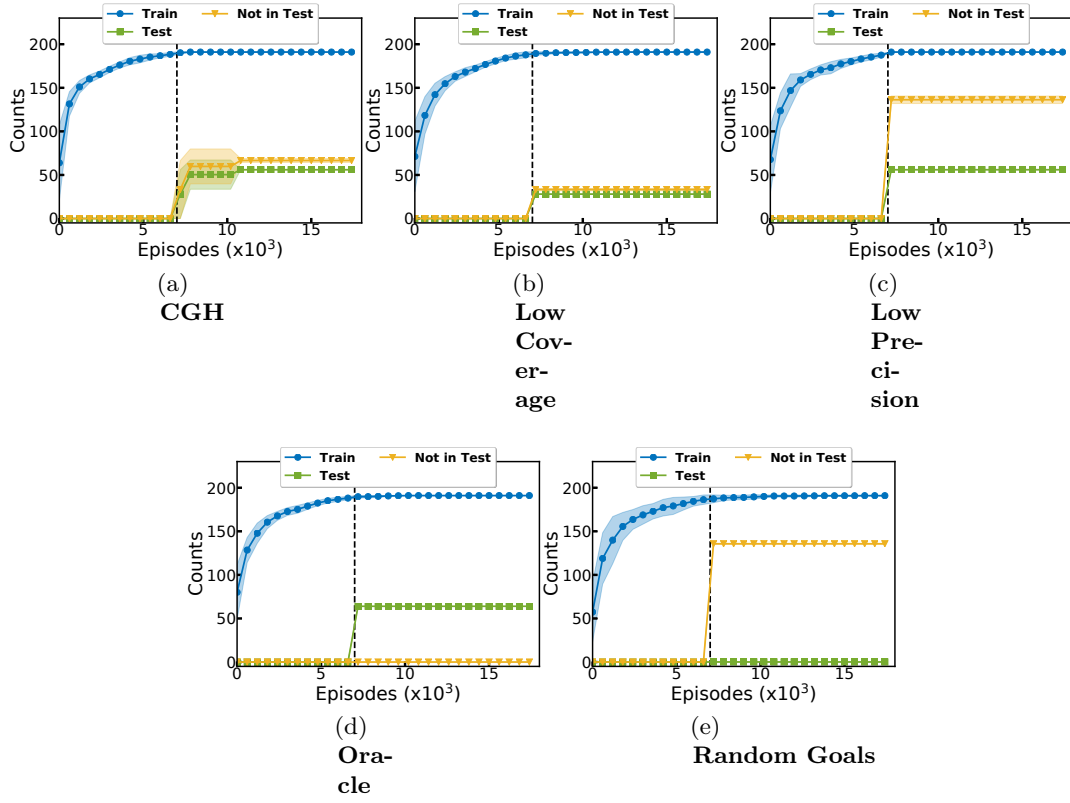 Train
Not in Test
Test
Train
Not in Test
Test
Train
Not in Test
Test
200
150
100
50
0
Counts
0
5
10
15
Episodes (x10³)
200
150
100
50
0
Counts
0
5
10
15
Episodes (x10³)
200
150
100
50
0
Counts
0
5
10
15
Episodes (x10³)
(a)
CGH
(b)
Low
Cov-
er-
age
(c)
Low
Pre-
ci-
sion
Train
Not in Test
Test
Train
Not in Test
Test
200
150
100
50
0
Counts
0
5
10
15
Episodes (x10³)
200
150
100
50
0
Counts
0
5
10
15
Episodes (x10³)
(d)
Ora-
cle
(e)
Random Goals